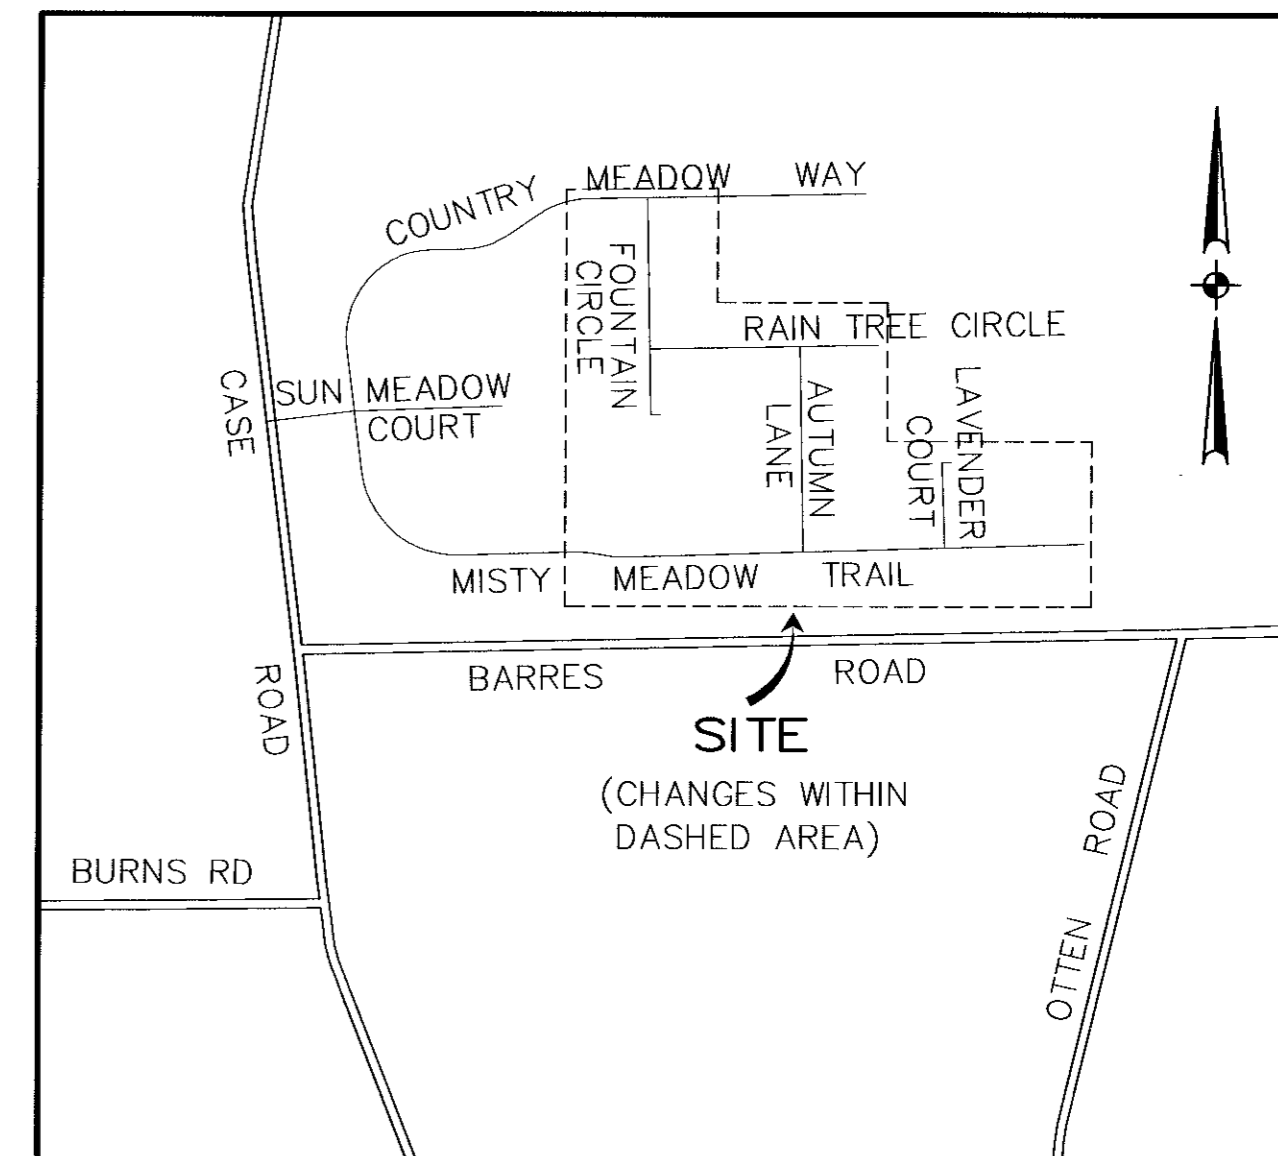 COUNTRY MEADOW WAY
FOUNTAIN
CIRCLE
RAIN TREE CIRCLE
CASE ROAD
SUN MEADOW
COURT
AUTUMN
LANE
LAVENDER
COURT
MISTY MEADOW TRAIL
BARRES ROAD
SITE
(CHANGES WITHIN
DASHED AREA)
BURNS RD
OTTEN ROAD